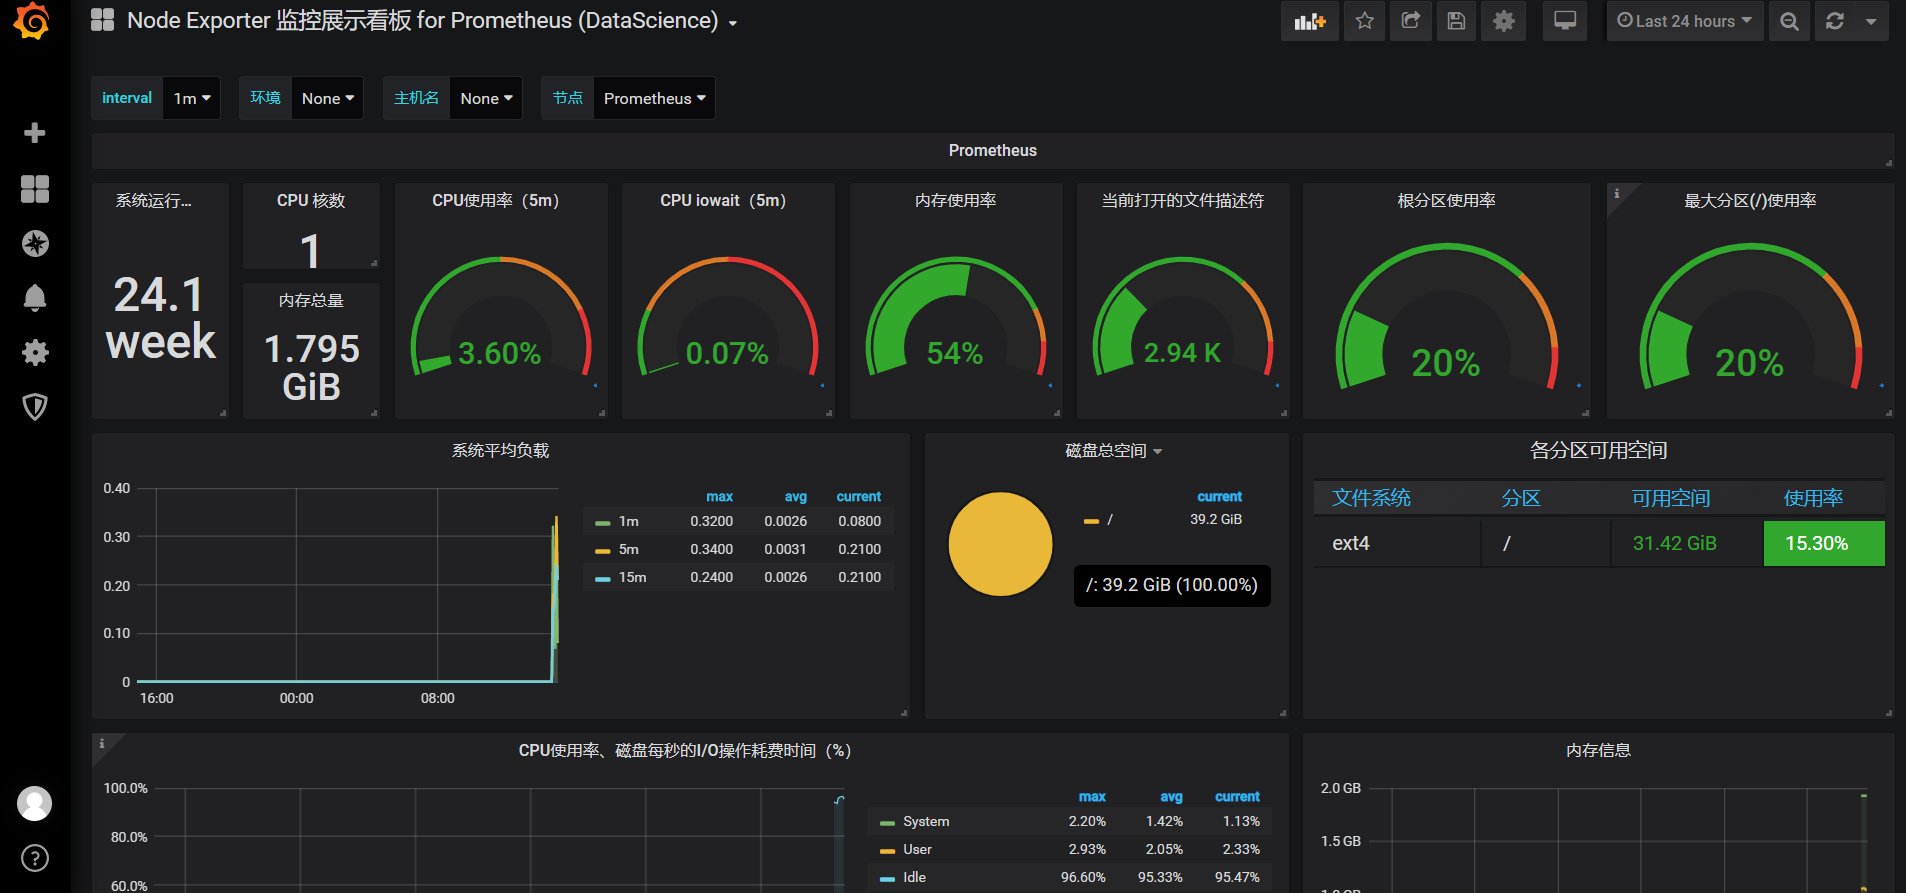 Node Exporter 监控展示看板 for Prometheus (DataScience)
Last 24 hours
interval 1m 环境 None 主机名 None 节点 Prometheus
Prometheus
系统运行...
24.1
week
CPU 核数
1
内存总量
1.795
GiB
CPU使用率（5m）
3.60%
CPU iowait（5m）
0.07%
内存使用率
54%
当前打开的文件描述符
2.94 K
根分区使用率
20%
i
最大分区(/)使用率
20%
系统平均负载
0.40
0.30
0.20
0.10
0
16:00 00:00 08:00
max avg current
1m 0.3200 0.0026 0.0800
5m 0.3400 0.0031 0.2100
15m 0.2400 0.0026 0.2100
磁盘总空间
current
/ 39.2 GiB
/: 39.2 GiB (100.00%)
各分区可用空间
文件系统 分区 可用空间 使用率
ext4 / 31.42 GiB 15.30%
i
CPU使用率、磁盘每秒的I/O操作耗费时间（%）
100.0%
80.0%
60.0%
max avg current
System 2.20% 1.42% 1.13%
User 2.93% 2.05% 2.33%
Idle 96.60% 95.33% 95.47%
内存信息
2.0 GB
1.5 GB
1.0 GB